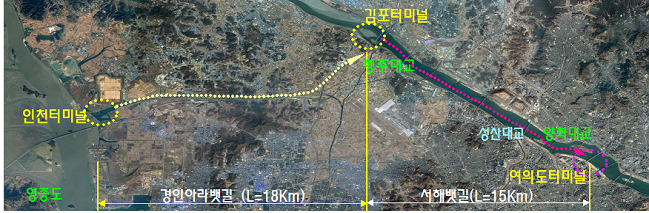 김포터미널
행주대교
인천터미널
성산대교
양화대교
여의도터미널
영종도
경인아라뱃길 (L=18Km)
서해뱃길(L=15Km)